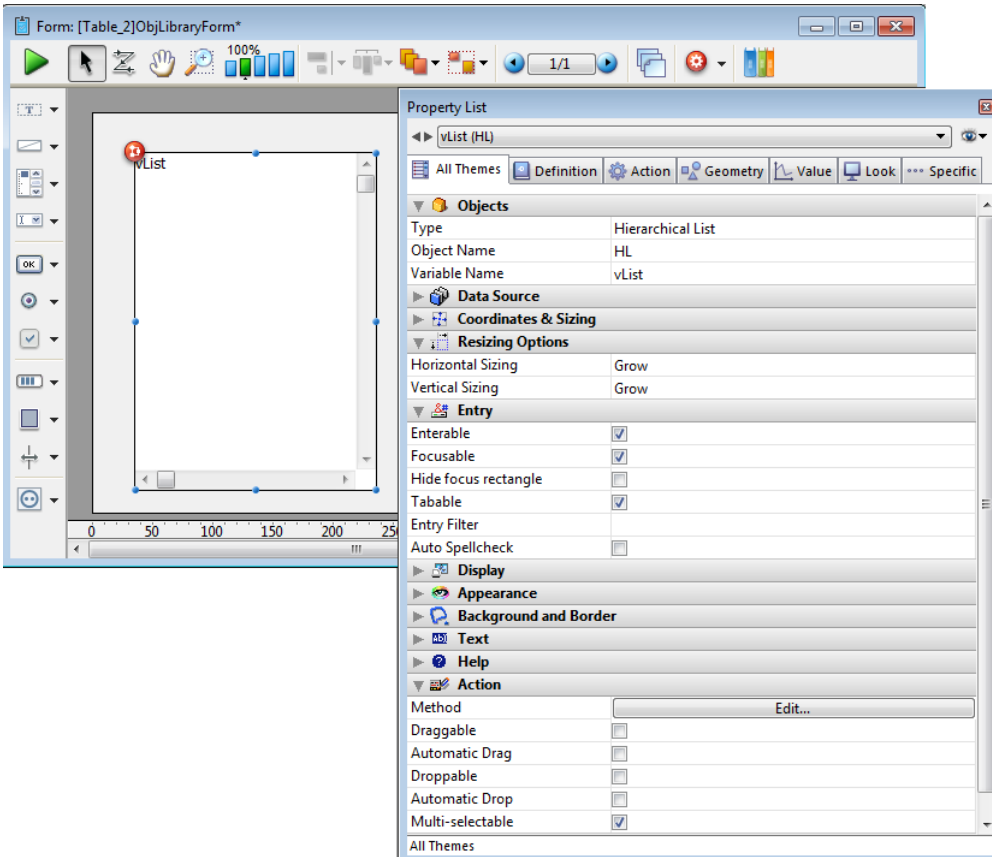 Form: [Table_2]ObjLibraryForm*
100%
1/1
T
OK
vList
0 50 100 150 200 25
Property List
vList (HL)
All Themes Definition Action Geometry Value Look Specific
Objects
Type Hierarchical List
Object Name HL
Variable Name vList
Data Source
Coordinates & Sizing
Resizing Options
Horizontal Sizing Grow
Vertical Sizing Grow
Entry
Enterable
Focusable
Hide focus rectangle
Tabable
Entry Filter
Auto Spellcheck
Display
Appearance
Background and Border
Text
Help
Action
Method Edit...
Draggable
Automatic Drag
Droppable
Automatic Drop
Multi-selectable
All Themes